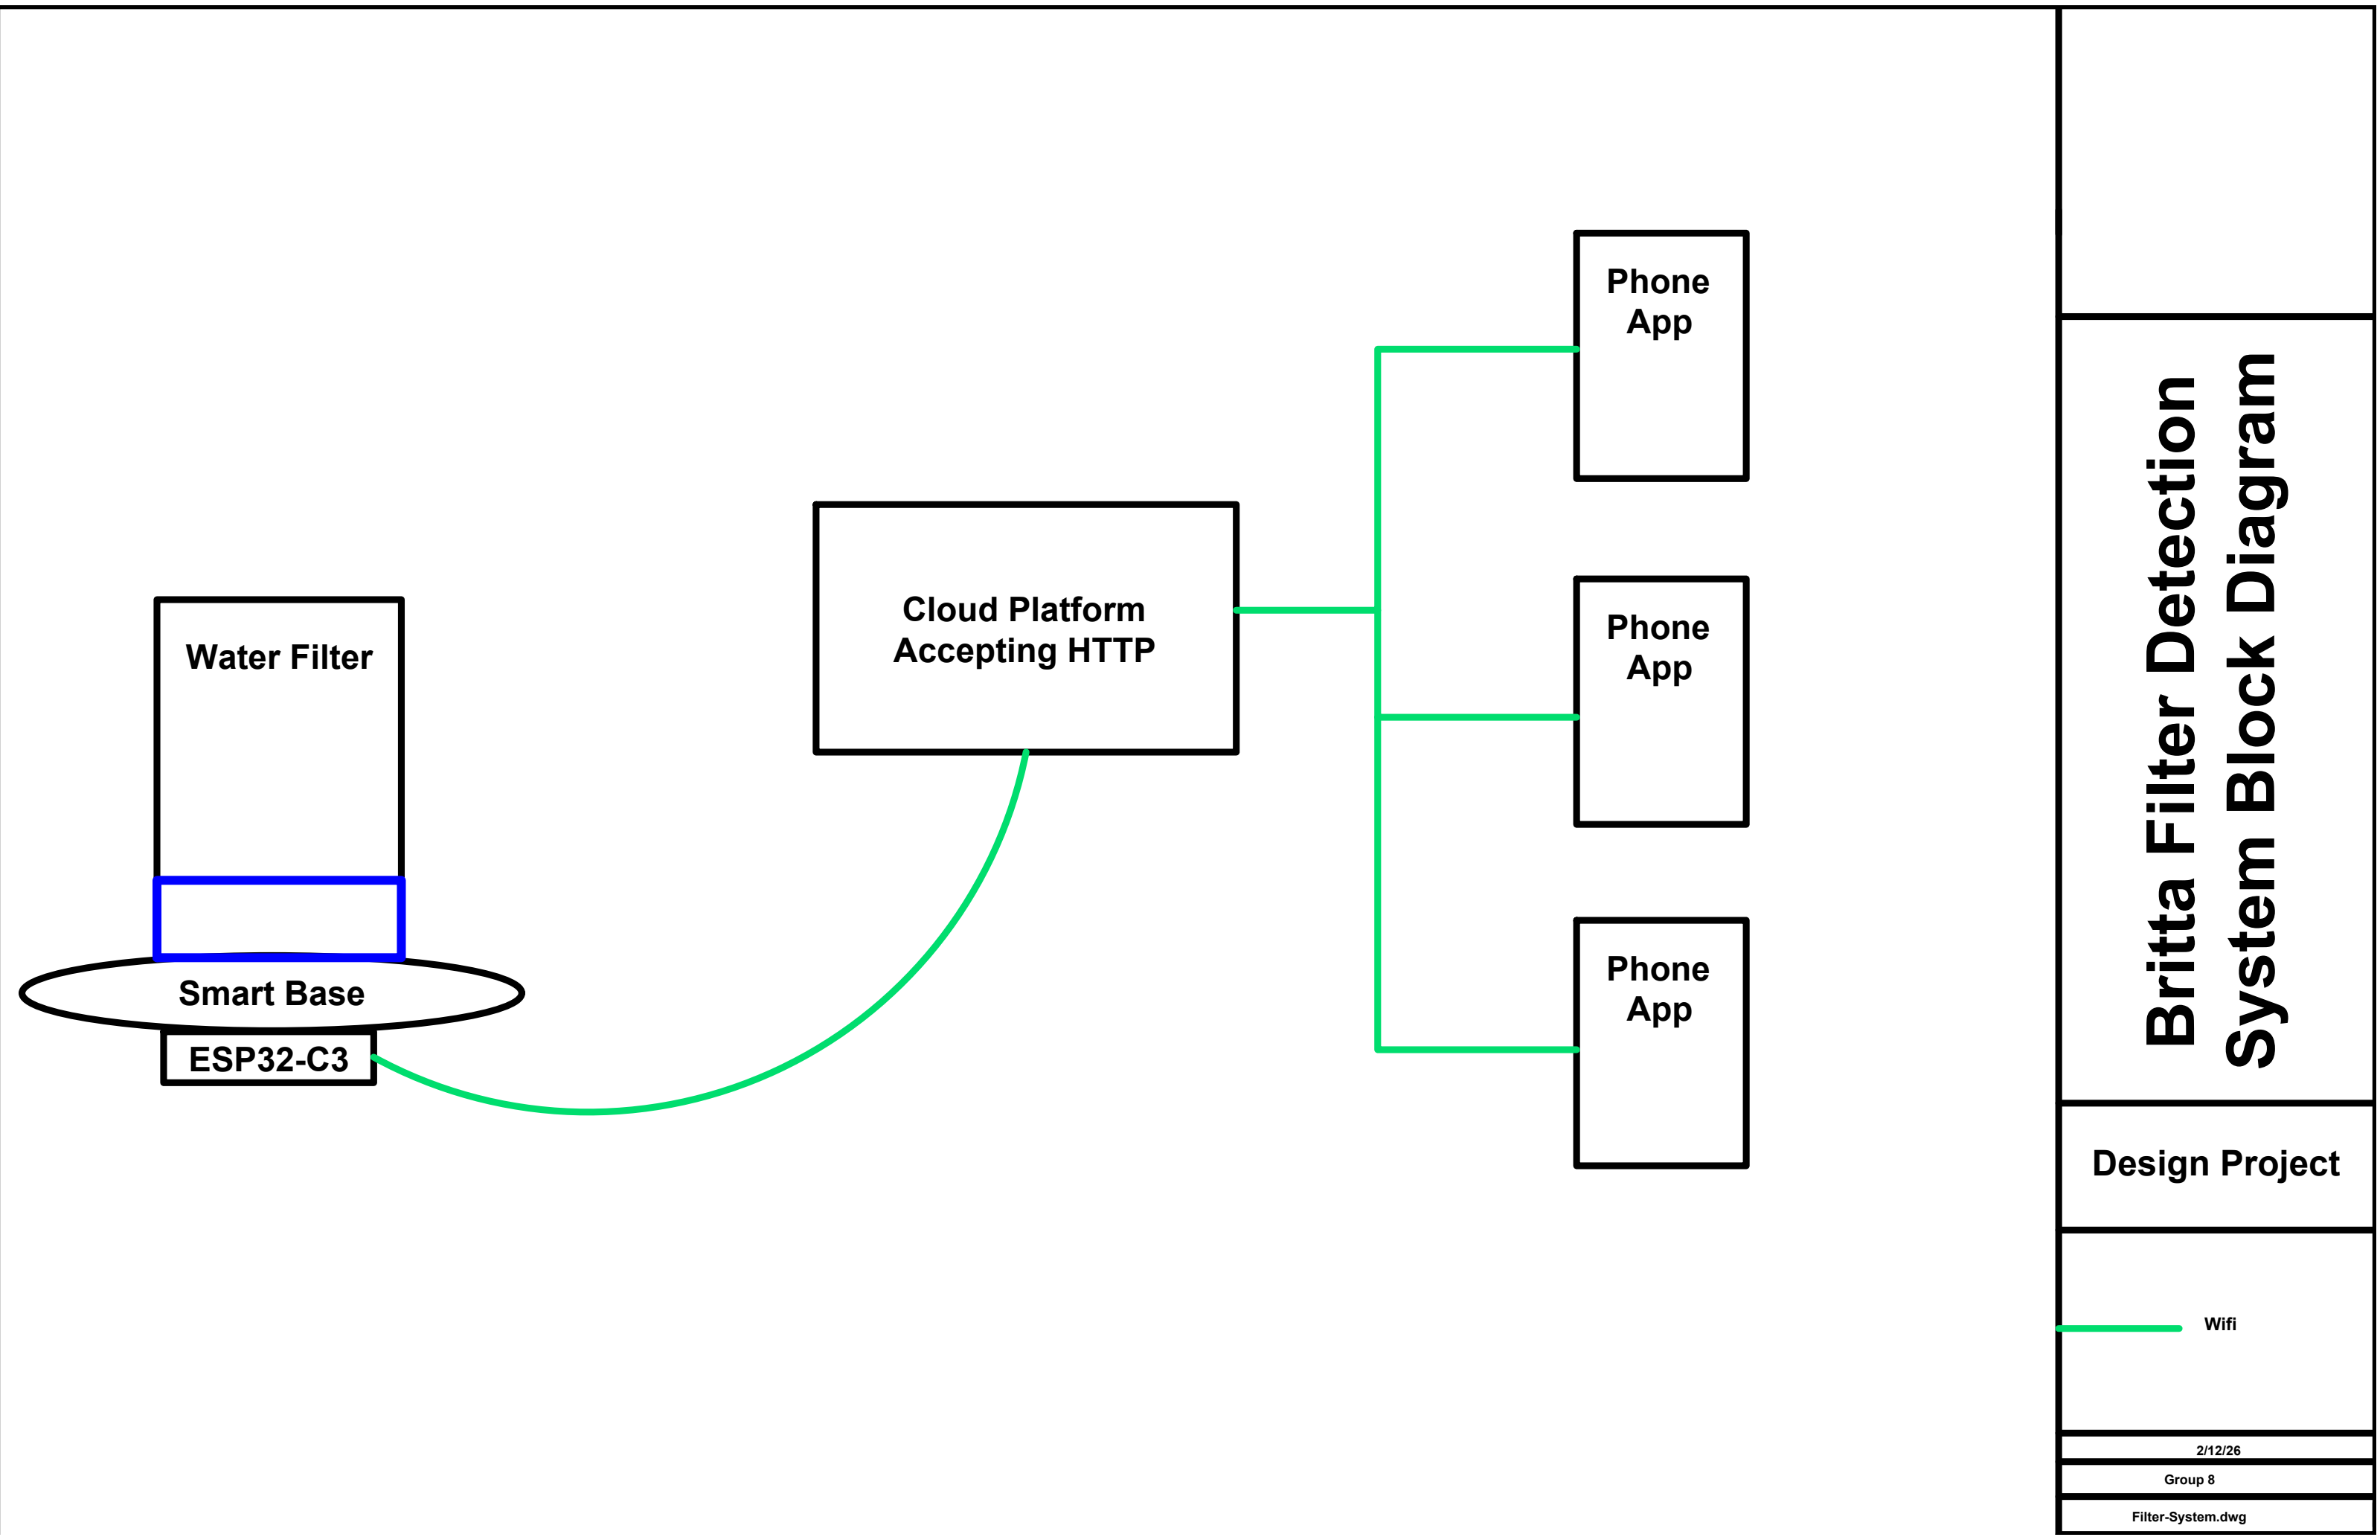 Phone
App
Cloud Platform
Accepting HTTP
Water Filter
Phone
App
Smart Base
ESP32-C3
Phone
App
Britta Filter Detection
System Block Diagram
Design Project
Wifi
2/12/26
Group 8
Filter-System.dwg